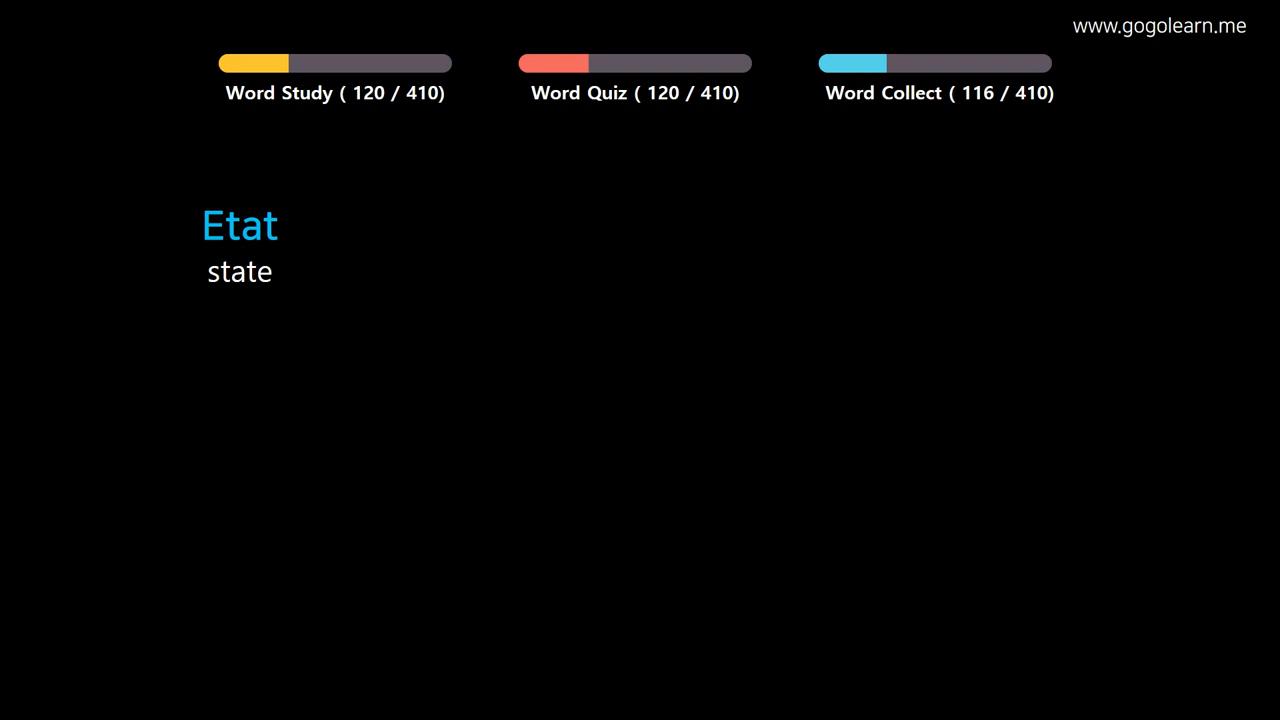 www.gogolearn.me
Word Study ( 120 / 410)
Word Quiz ( 120 / 410)
Word Collect ( 116 / 410)
Etat
state